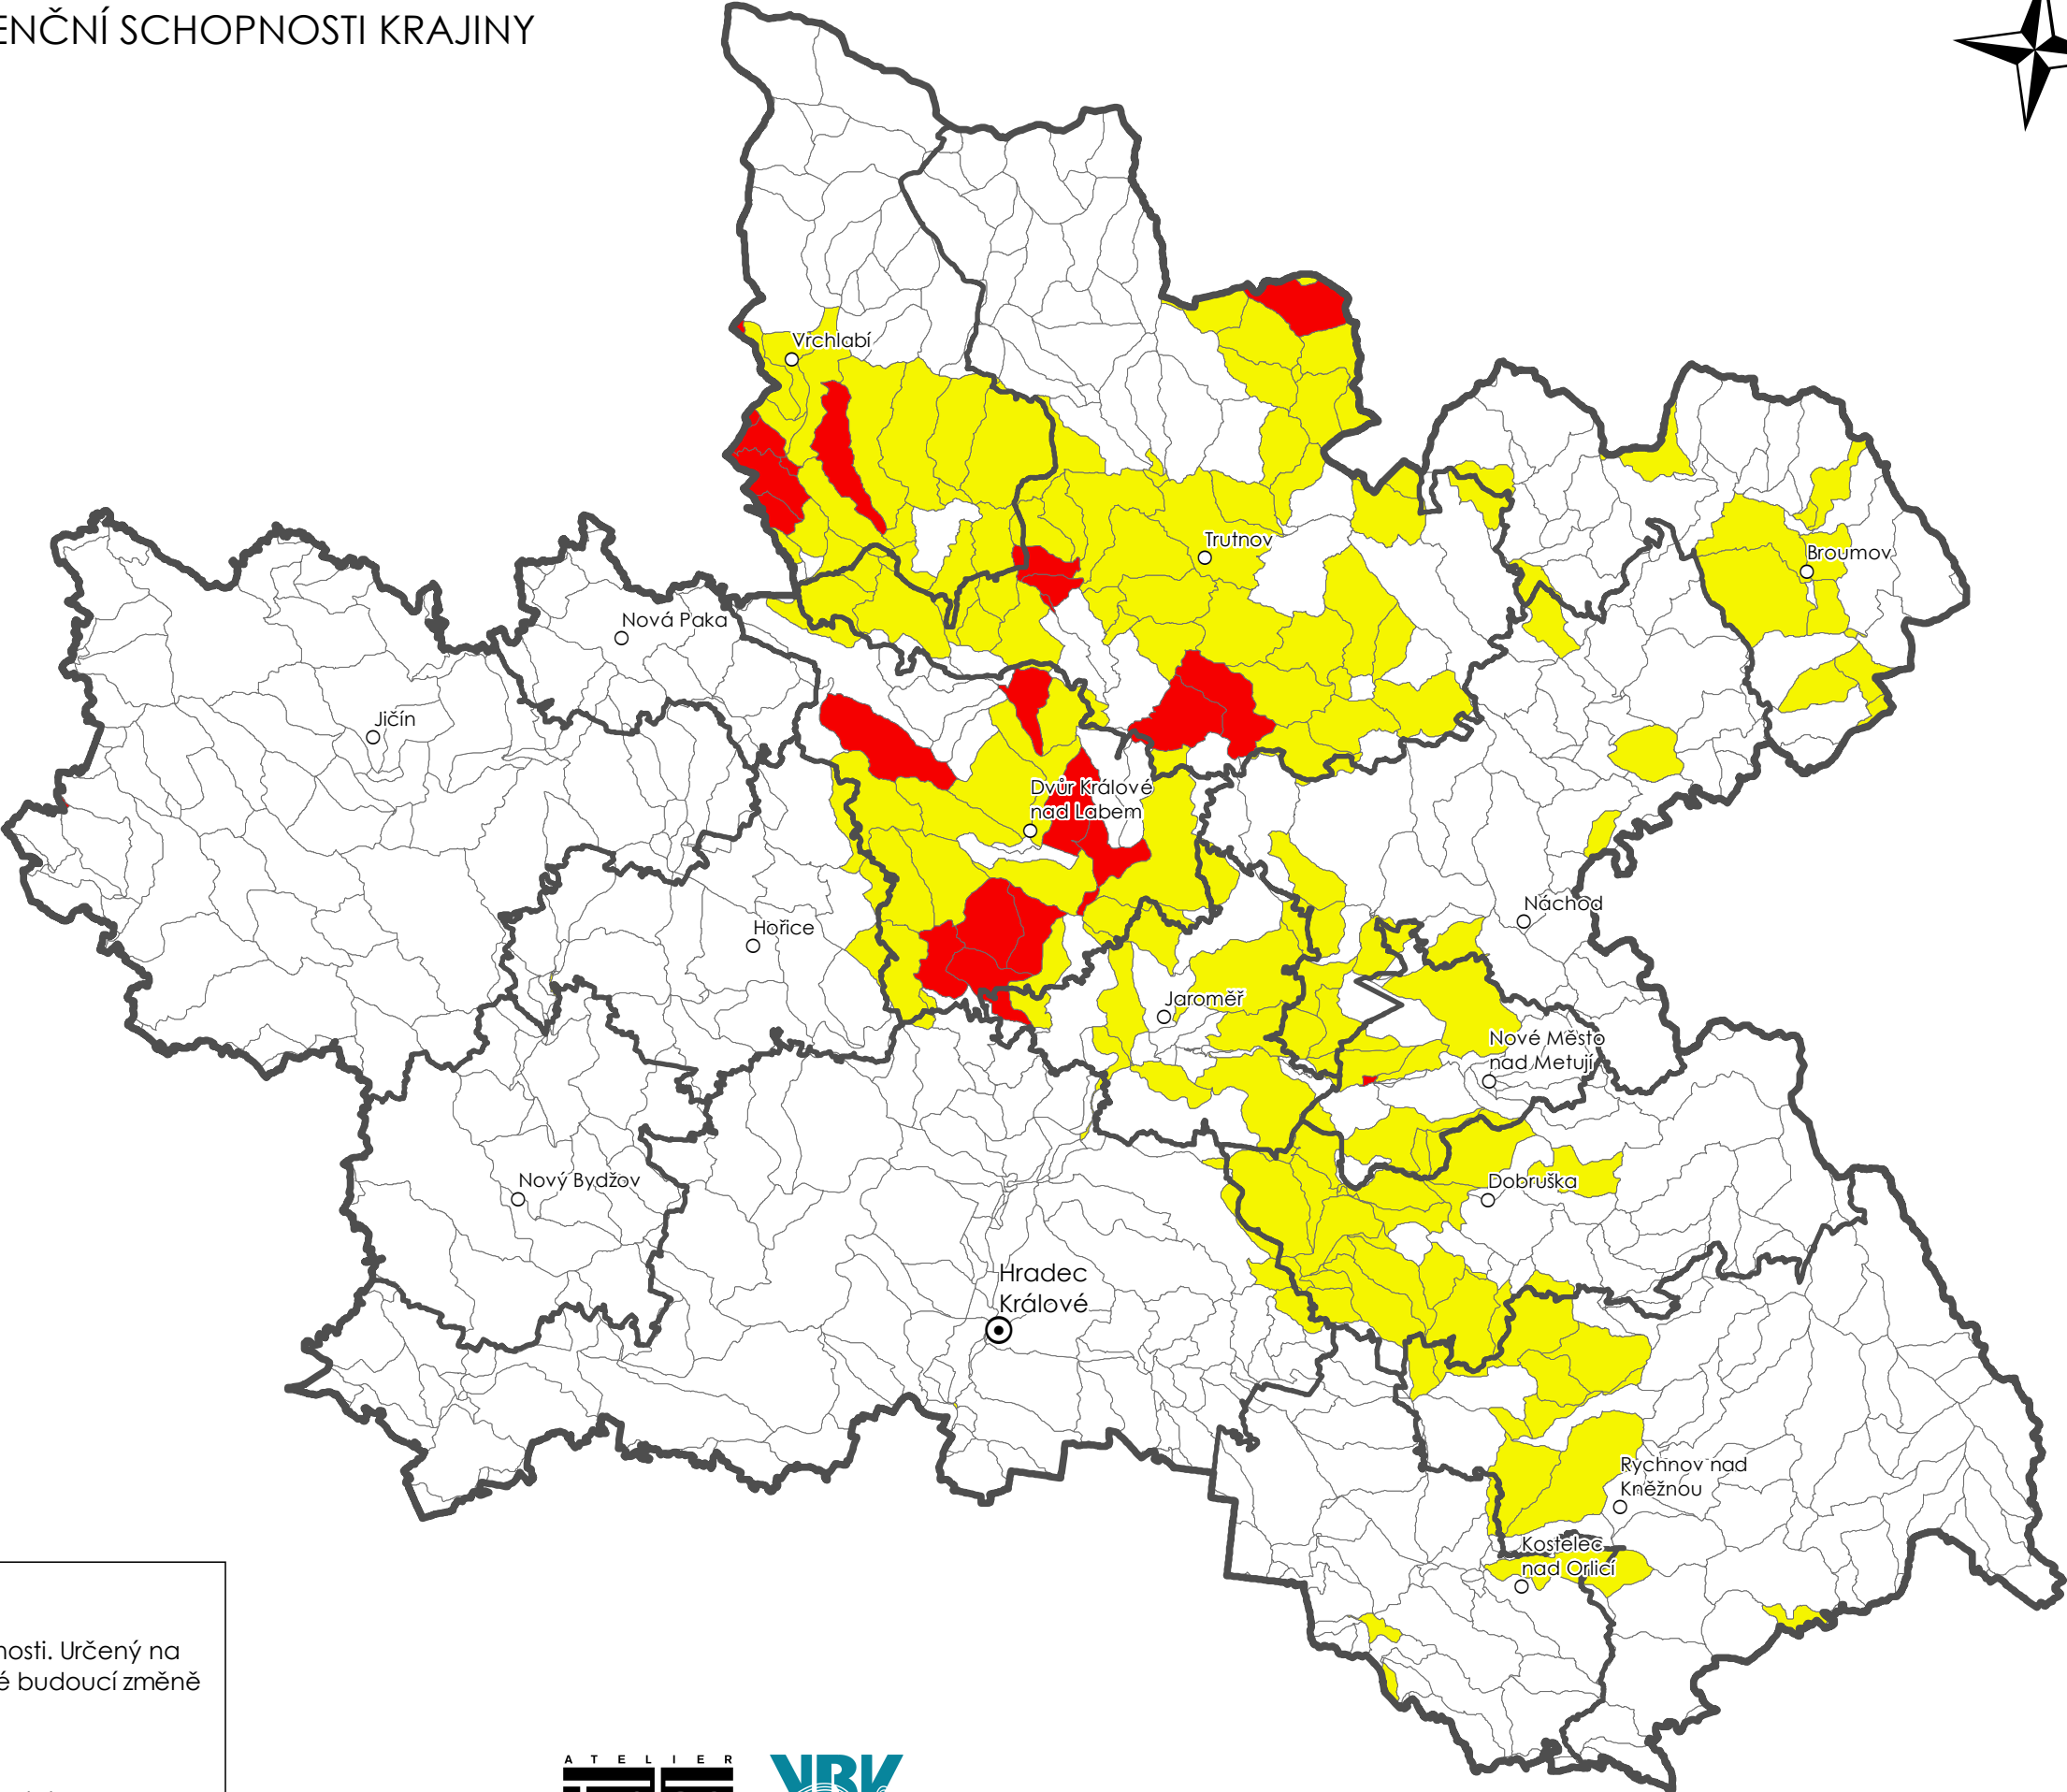 ENČNÍ SCHOPNOSTI KRAJINY
Vrchlabí
Trutnov
Broumov
Nová Paka
Jičín
Dvůr Králové
nad Labem
Náchod
Hořice
Jaroměř
Nové Město
nad Metují
Nový Bydžov
Dobruška
Hradec
Králové
Rychnov nad
Kněžnou
Kostelec
nad Orlicí
nosti. Určený na
é budoucí změně
ATELIER
VRV